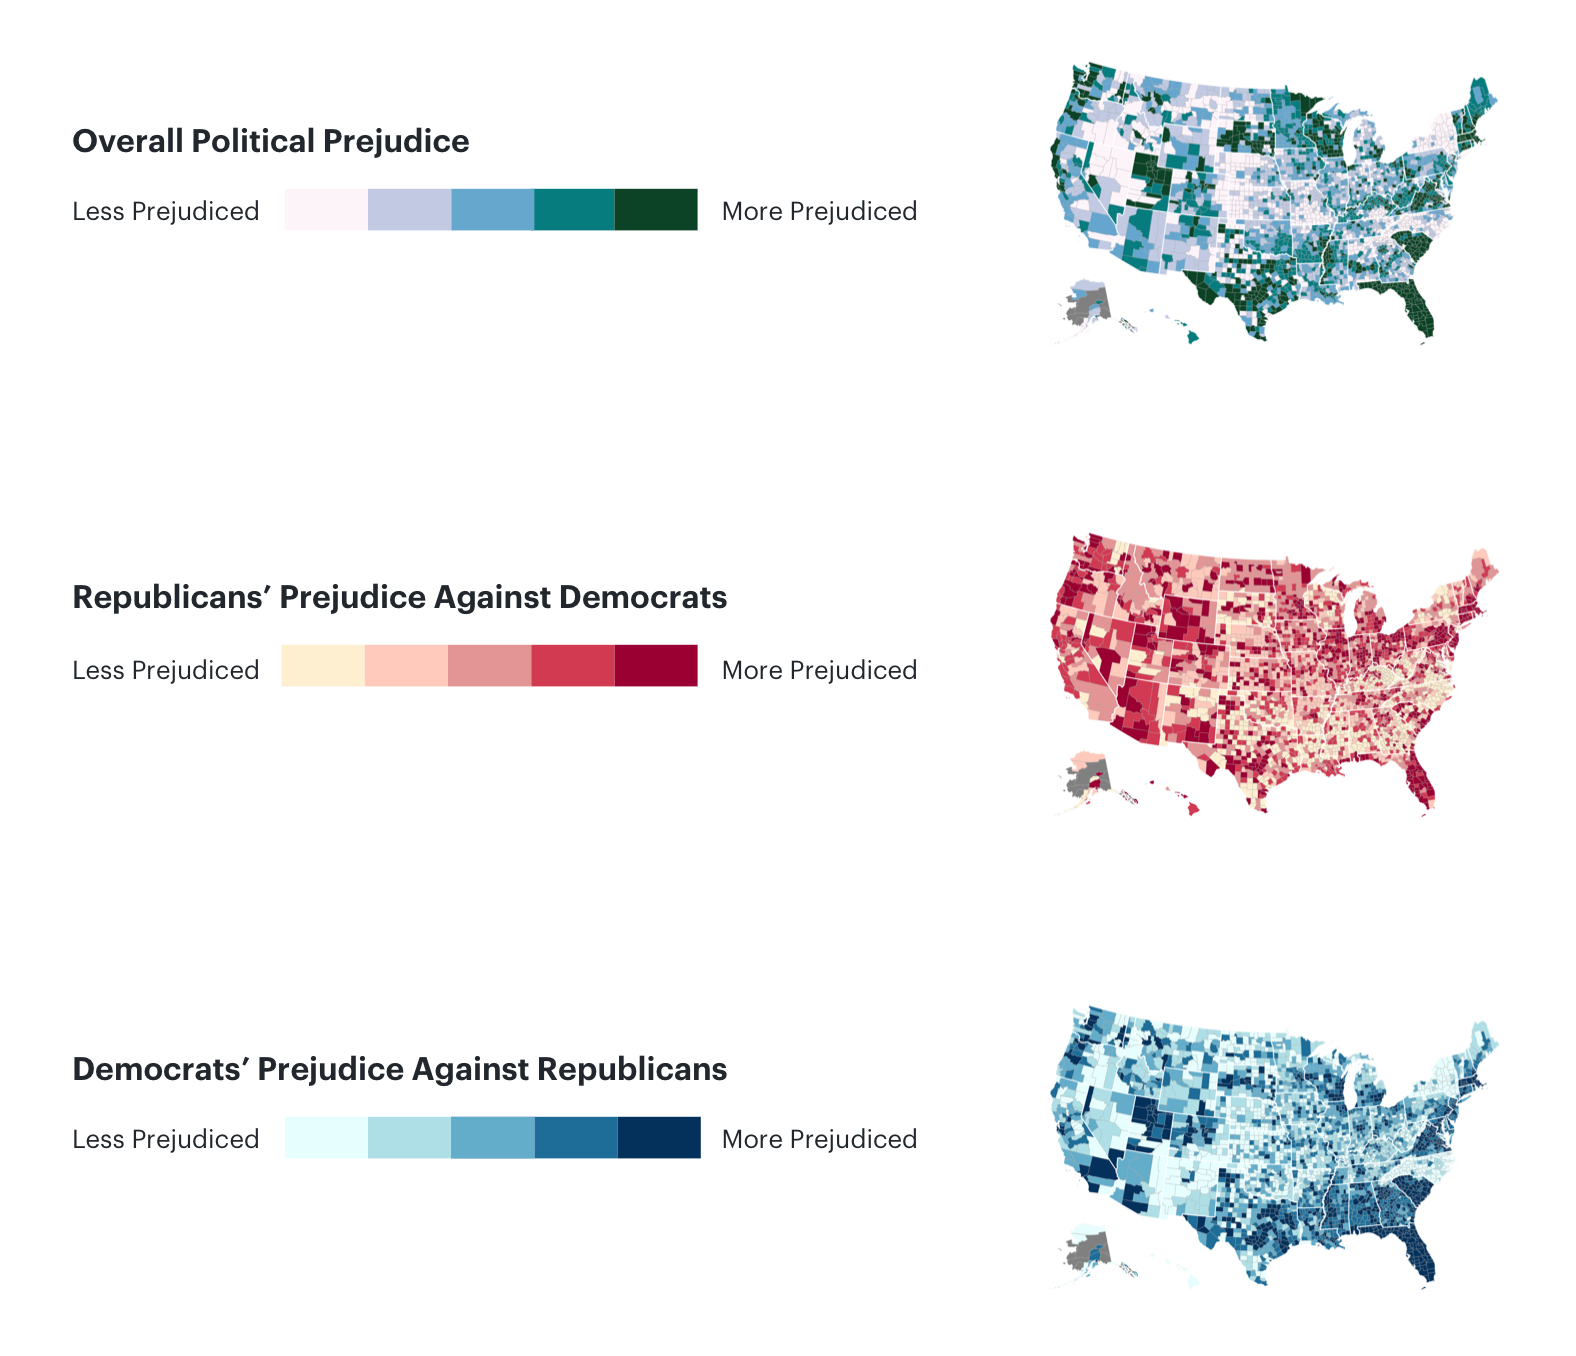 Overall Political Prejudice
Less Prejudiced More Prejudiced
Republicans’ Prejudice Against Democrats
Less Prejudiced More Prejudiced
Democrats’ Prejudice Against Republicans
Less Prejudiced More Prejudiced